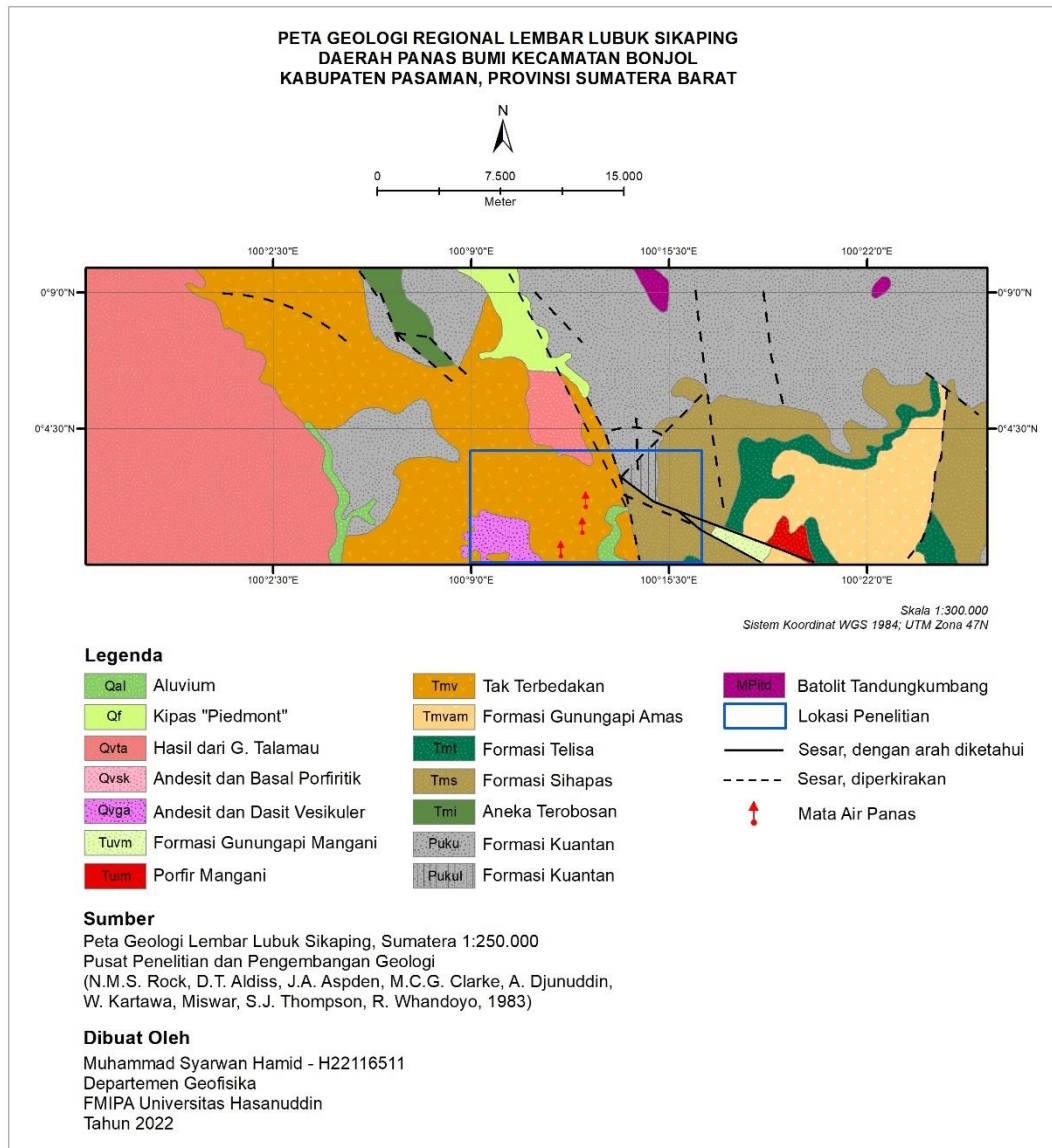 PETA GEOLOGI REGIONAL LEMBAR LUBUK SIKAPING
DAERAH PANAS BUMI KECAMATAN BONJOL
KABUPATEN PASAMAN, PROVINSI SUMATERA BARAT
N
0 7.500 15.000
Meter
100°2'30"E 100°9'0"E 100°15'30"E 100°22'0"E
0°9'0"N 0°9'0"N
0°4'30"N 0°4'30"N
100°2'30"E 100°9'0"E 100°15'30"E 100°22'0"E
Skala 1:300.000
Sistem Koordinat WGS 1984; UTM Zona 47N
Legenda
Qal Aluvium
Qf Kipas "Piedmont"
Qvta Hasil dari G. Talamau
Qvsk Andesit dan Basal Porfiritik
Qvga Andesit dan Dasit Vesikuler
Tuvm Formasi Gunungapi Mangani
Tuim Porfir Mangani
Tmv Tak Terbedakan
Tmvam Formasi Gunungapi Amas
Tmt Formasi Telisa
Tms Formasi Sihapas
Tmi Aneka Terobosan
Puku Formasi Kuantan
Pukul Formasi Kuantan
MPitd Batolit Tandungkumbang
Lokasi Penelitian
Sesar, dengan arah diketahui
Sesar, diperkirakan
Mata Air Panas
Sumber
Peta Geologi Lembar Lubuk Sikaping, Sumatera 1:250.000
Pusat Penelitian dan Pengembangan Geologi
(N.M.S. Rock, D.T. Aldiss, J.A. Aspden, M.C.G. Clarke, A. Djunuddin,
W. Kartawa, Miswar, S.J. Thompson, R. Whandoyo, 1983)
Dibuat Oleh
Muhammad Syarwan Hamid - H22116511
Departemen Geofisika
FMIPA Universitas Hasanuddin
Tahun 2022